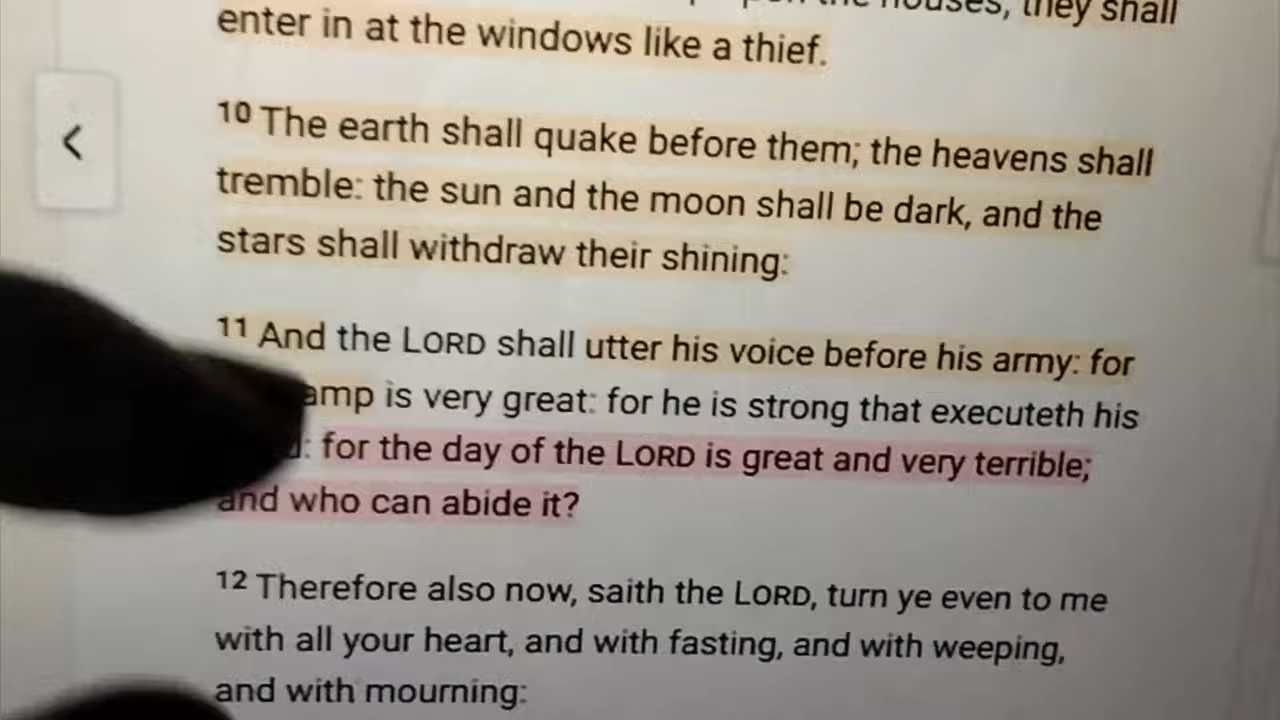 the houses, they shall
enter in at the windows like a thief.
10 The earth shall quake before them; the heavens shall
tremble: the sun and the moon shall be dark, and the
stars shall withdraw their shining:
11 And the LORD shall utter his voice before his army: for
amp is very great: for he is strong that executeth his
: for the day of the LORD is great and very terrible;
and who can abide it?
12 Therefore also now, saith the LORD, turn ye even to me
with all your heart, and with fasting, and with weeping,
and with mourning: